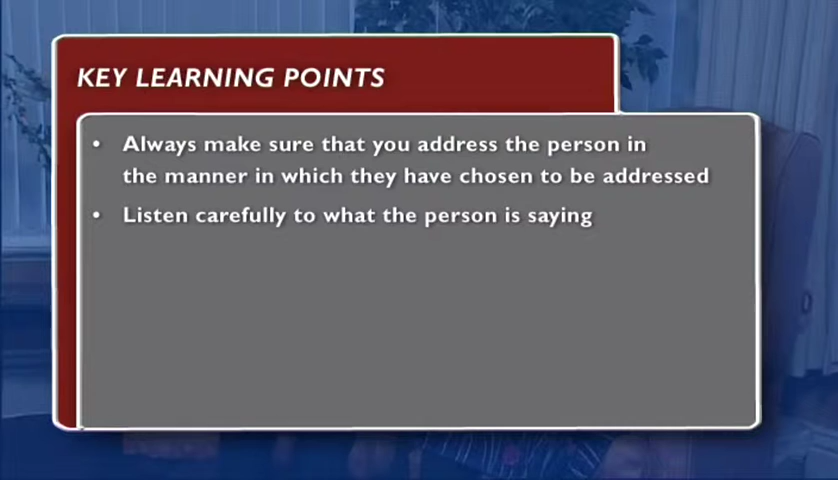 KEY LEARNING POINTS
• Always make sure that you address the person in
the manner in which they have chosen to be addressed
• Listen carefully to what the person is saying